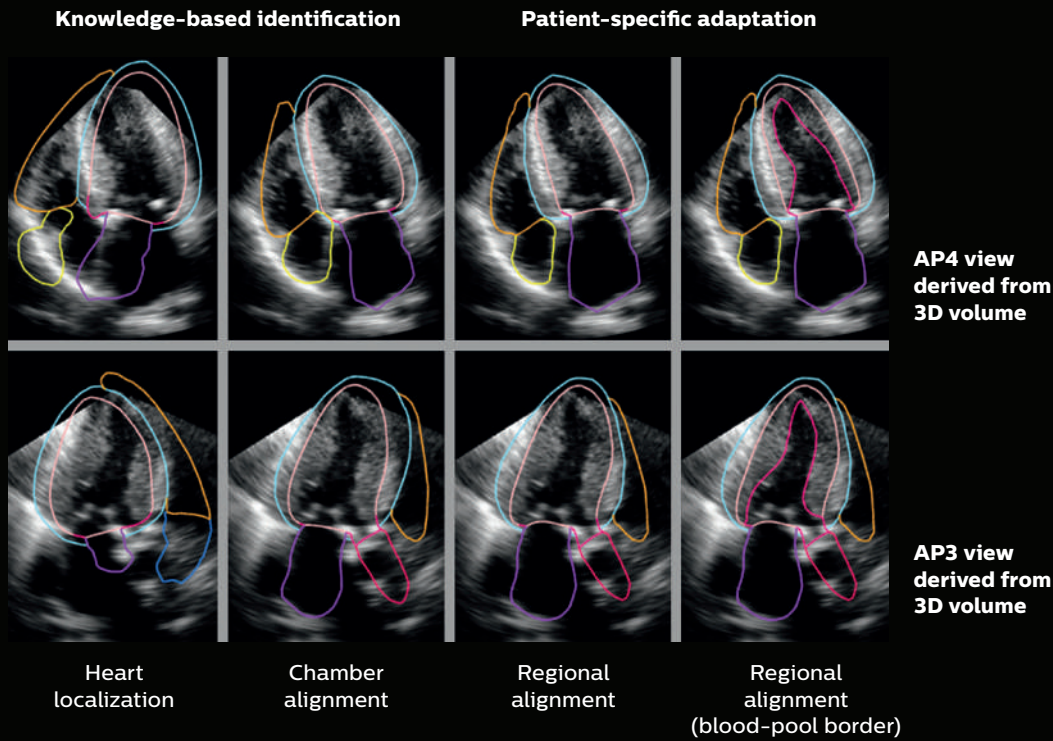 Knowledge-based identification
Patient-specific adaptation
AP4 view
derived from
3D volume
AP3 view
derived from
3D volume
Heart
localization
Chamber
alignment
Regional
alignment
Regional
alignment
(blood-pool border)